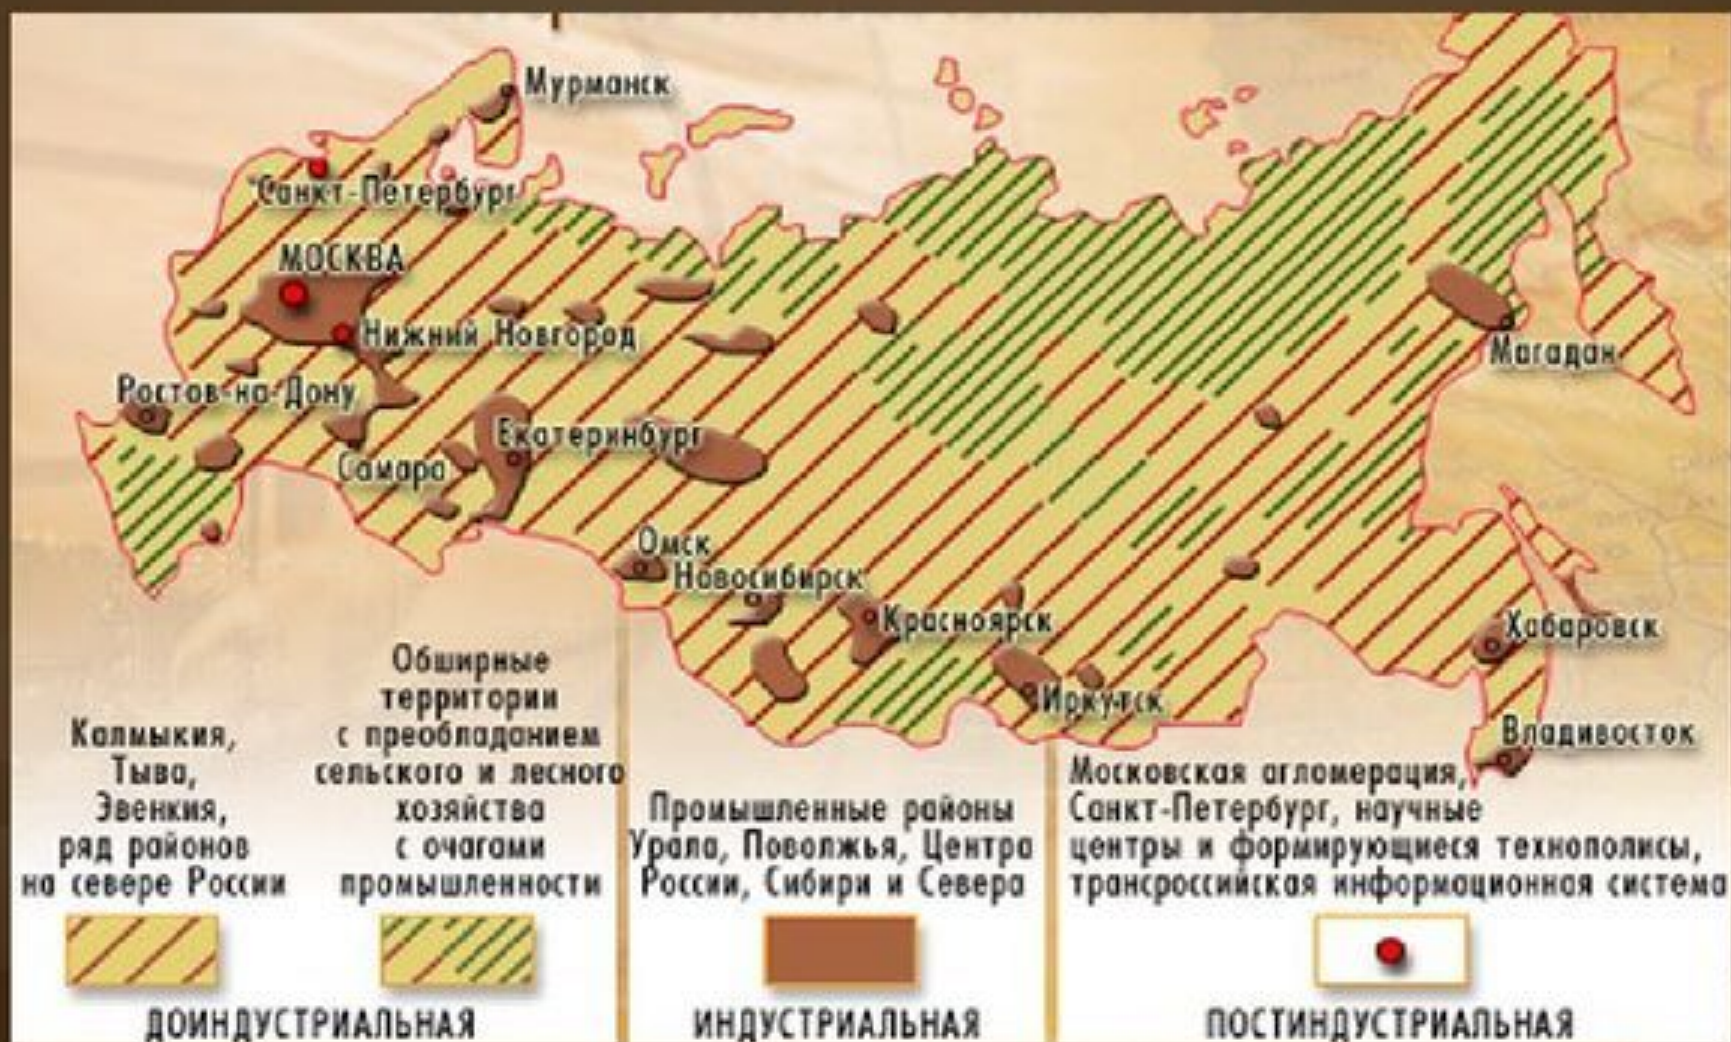 Мурманск
Санкт-Петербург
МОСКВА
Нижний Новгород
Магадан
Ростов-на-Дону
Екатеринбург
Самара
Омск
Новосибирск
Красноярск
Хабаровск
Иркутск
Владивосток
Калмыкия,
Тыва,
Эвенкия,
ряд районов
на севере России
Обширные
территории
с преобладанием
сельского и лесного
хозяйства
с очагами
промышленности
Промышленные районы
Урала, Поволжья, Центра
России, Сибири и Севера
Московская агломерация,
Санкт-Петербург, научные
центры и формирующиеся технополисы,
трансроссийская информационная система
ДОИНДУСТРИАЛЬНАЯ
ИНДУСТРИАЛЬНАЯ
ПОСТИНДУСТРИАЛЬНАЯ